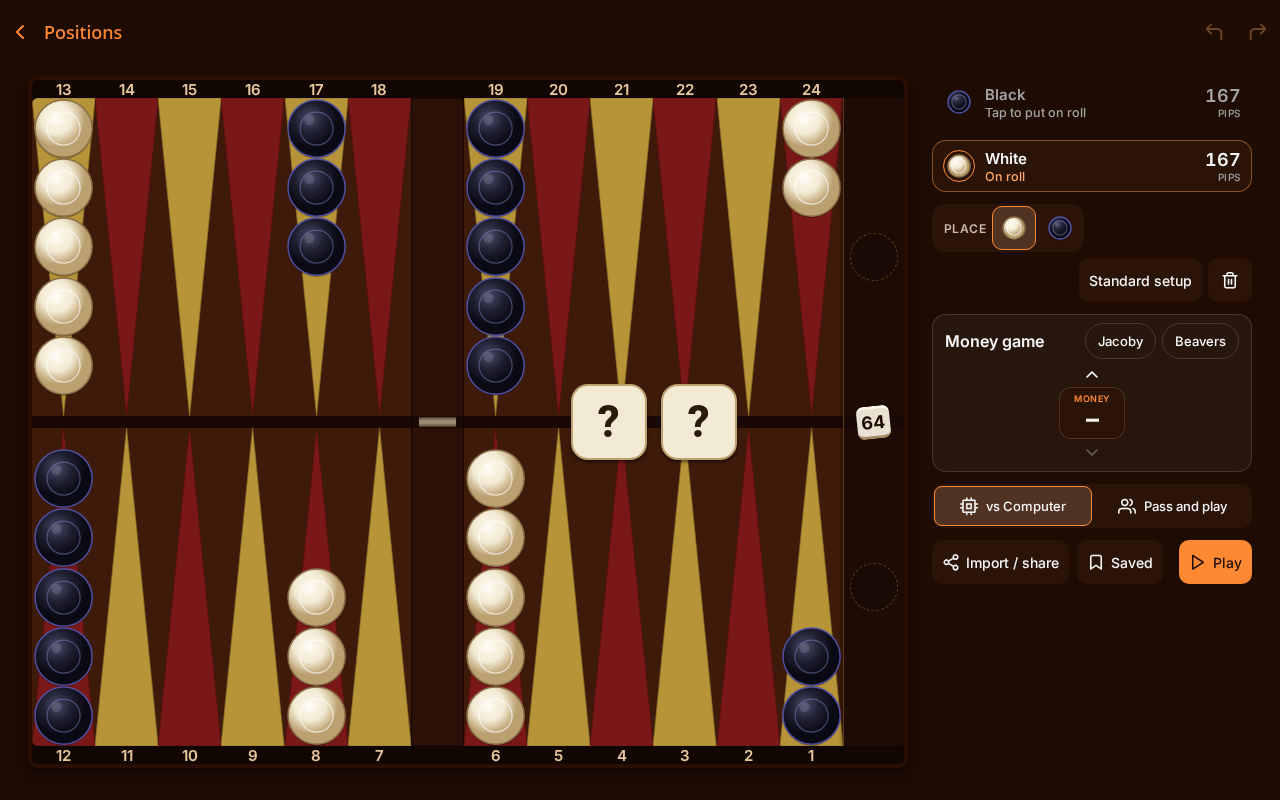 Positions
13 14 15 16 17 18 19 20 21 22 23 24
? ?
64
12 11 10 9 8 7 6 5 4 3 2 1
Black 167
Tap to put on roll PIPS
White 167
On roll PIPS
PLACE
Standard setup
Money game Jacoby Beavers
MONEY
–
vs Computer Pass and play
Import / share Saved Play